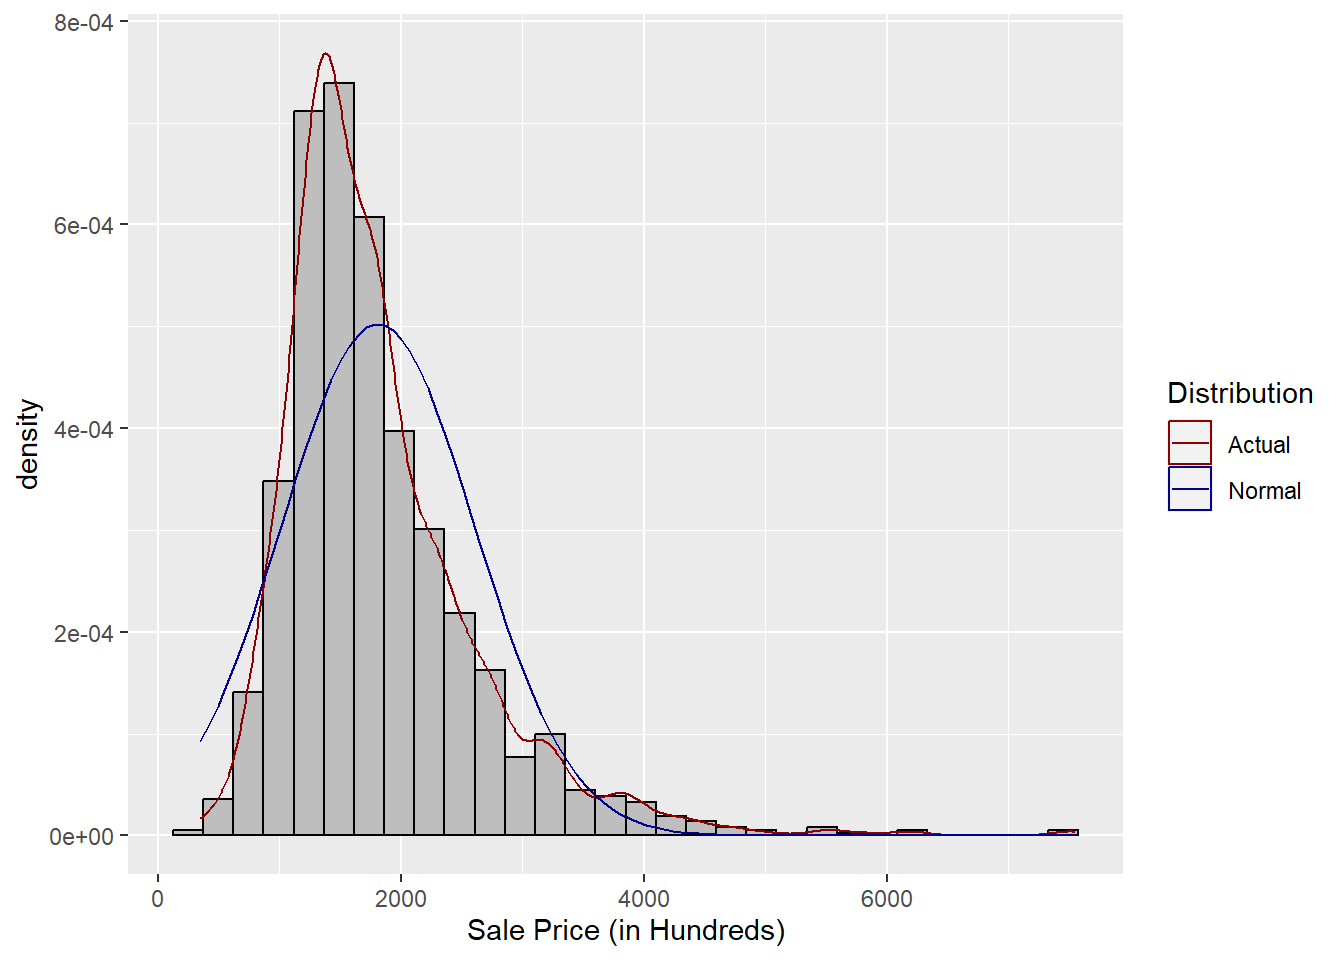 8e-04
6e-04
4e-04
2e-04
0e+00
density
0 2000 4000 6000
Sale Price (in Hundreds)
Distribution
Actual
Normal